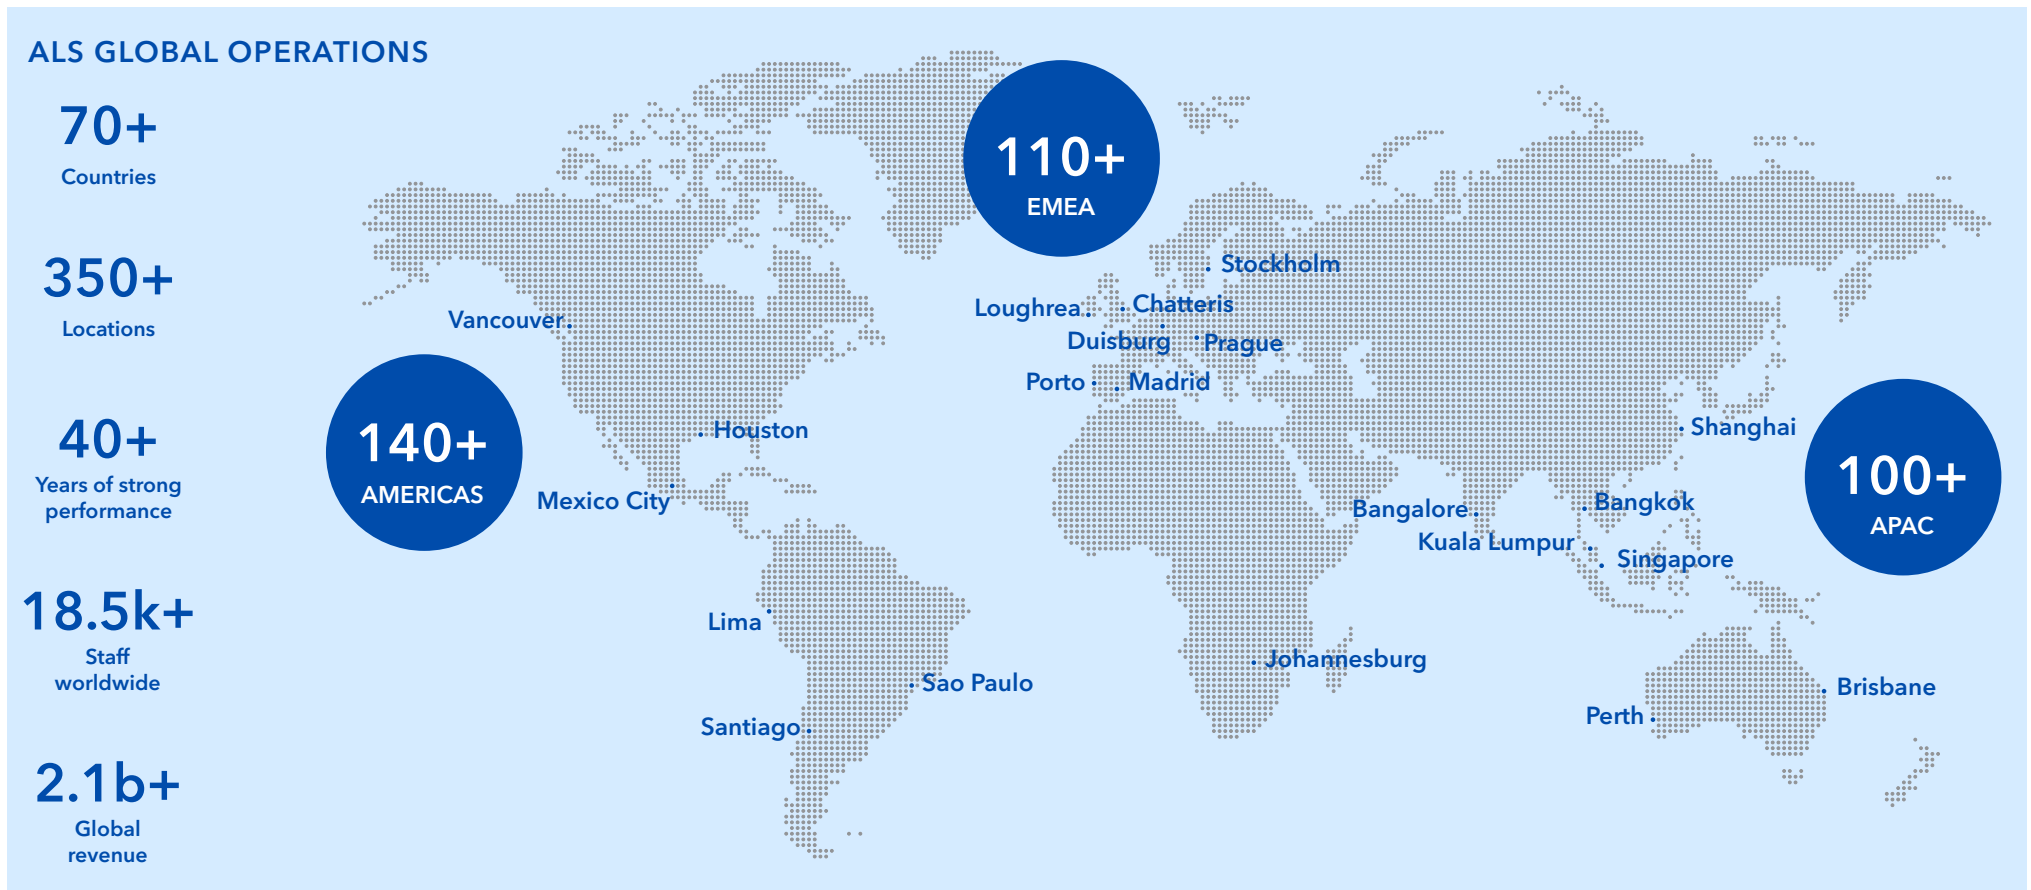 ALS GLOBAL OPERATIONS
70+
Countries
350+
Locations
40+
Years of strong
performance
18.5k+
Staff
worldwide
2.1b+
Global
revenue
110+
EMEA
140+
AMERICAS
100+
APAC
Vancouver
Houston
Mexico City
Lima
Sao Paulo
Santiago
Stockholm
Loughrea
Chatteris
Duisburg
Prague
Porto
Madrid
Johannesburg
Shanghai
Bangalore
Bangkok
Kuala Lumpur
Singapore
Brisbane
Perth